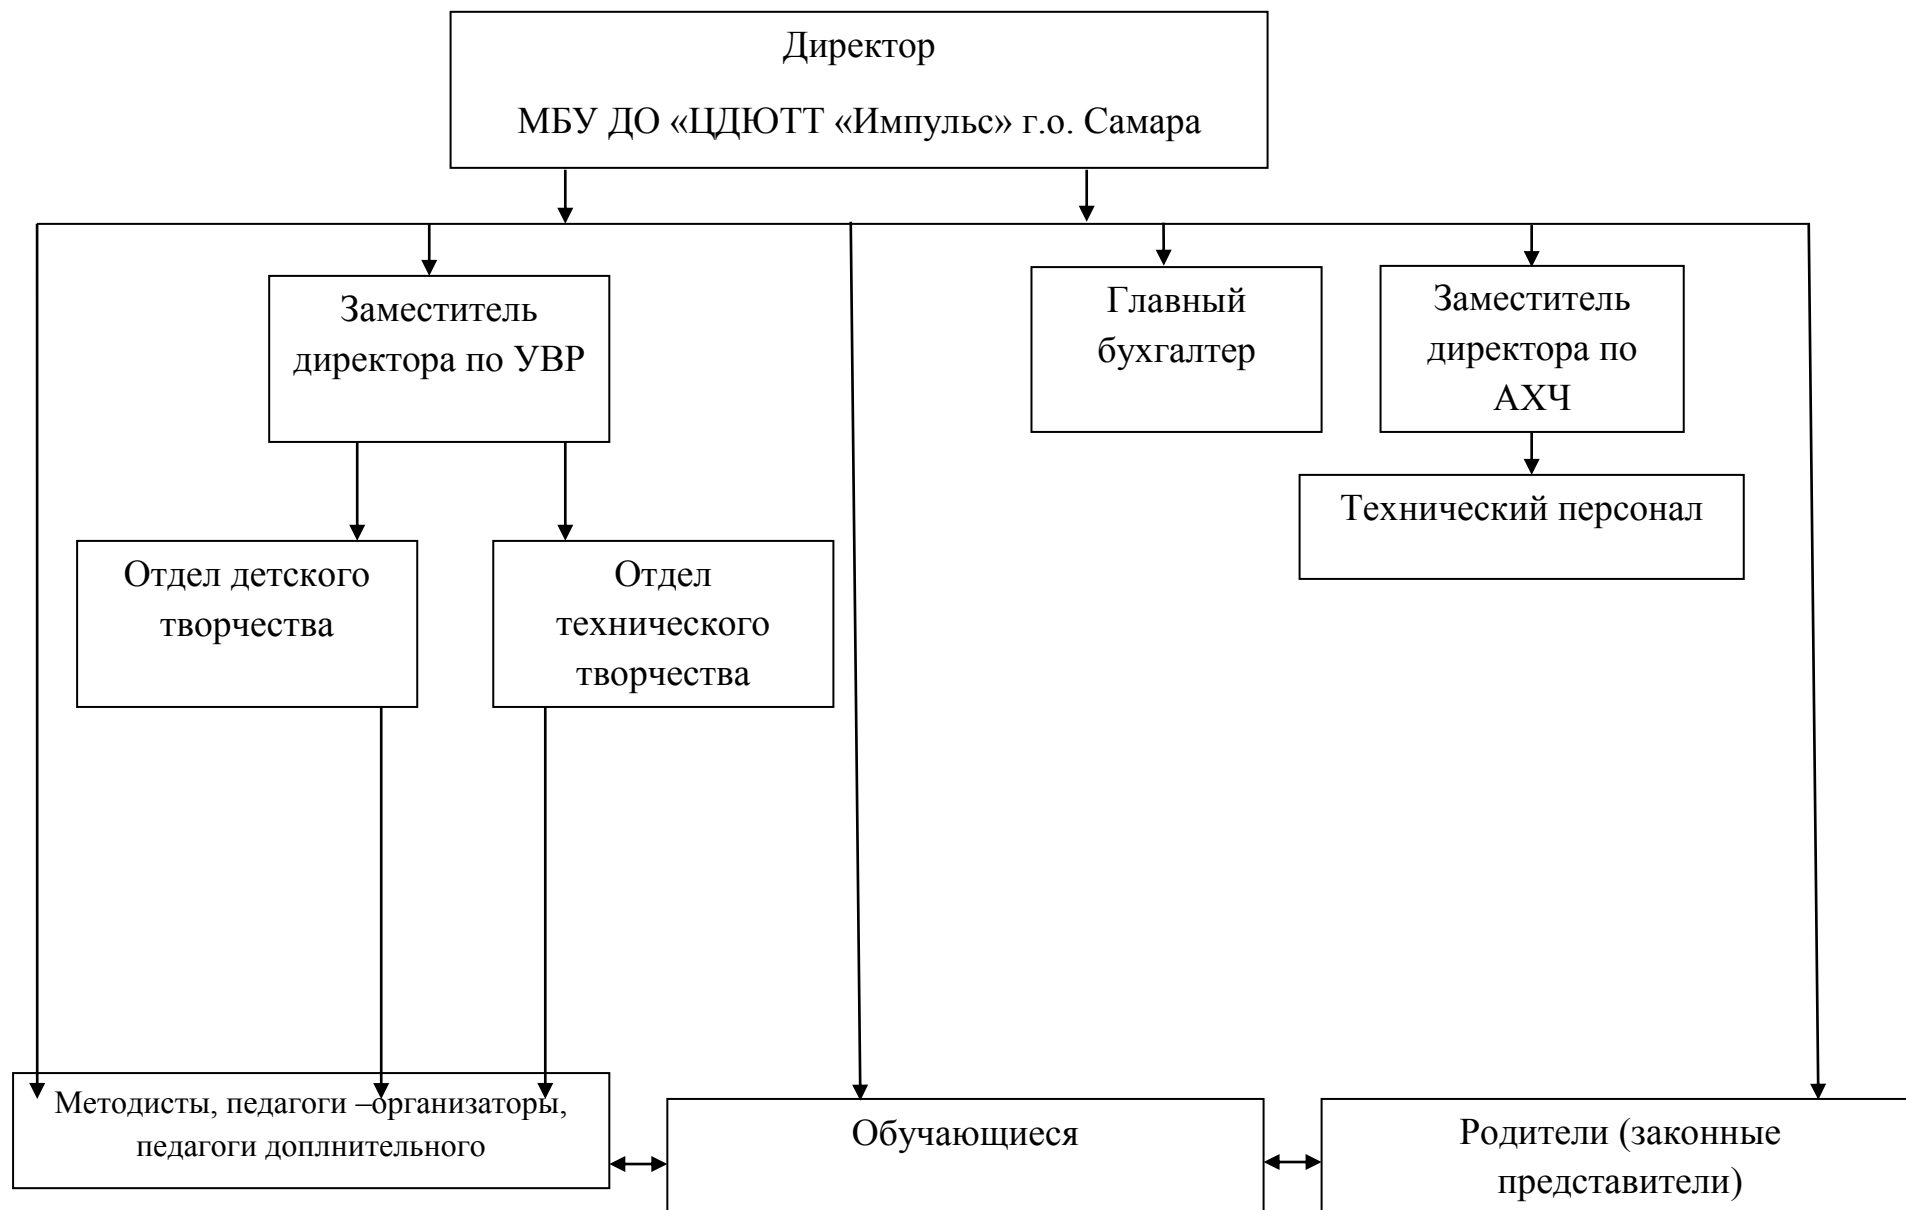 Директор
МБУ ДО «ЦДЮТТ «Импульс» г.о. Самара
Заместитель
директора по УВР
Главный
бухгалтер
Заместитель
директора по
АХЧ
Технический персонал
Отдел детского
творчества
Отдел
технического
творчества
Методисты, педагоги –организаторы,
педагоги доплнительного
Обучающиеся
Родители (законные
представители)